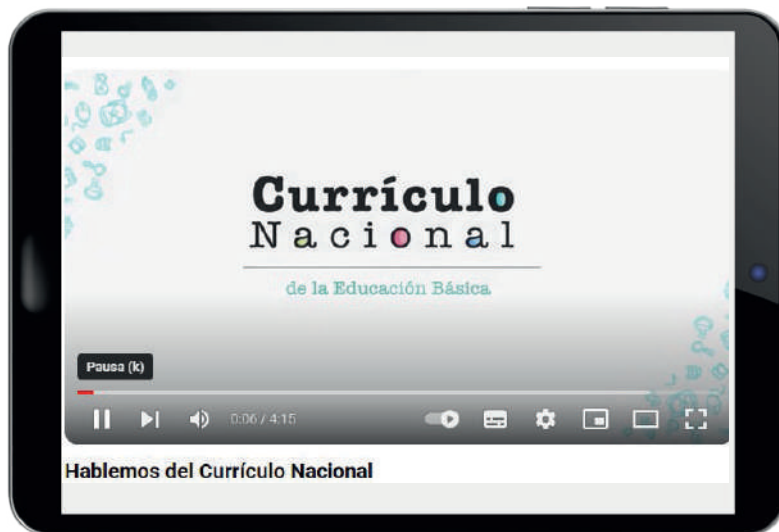 Currículo
Nacional
de la Educación Básica
Pausa (k)
0:06 / 4:15
Hablemos del Currículo Nacional